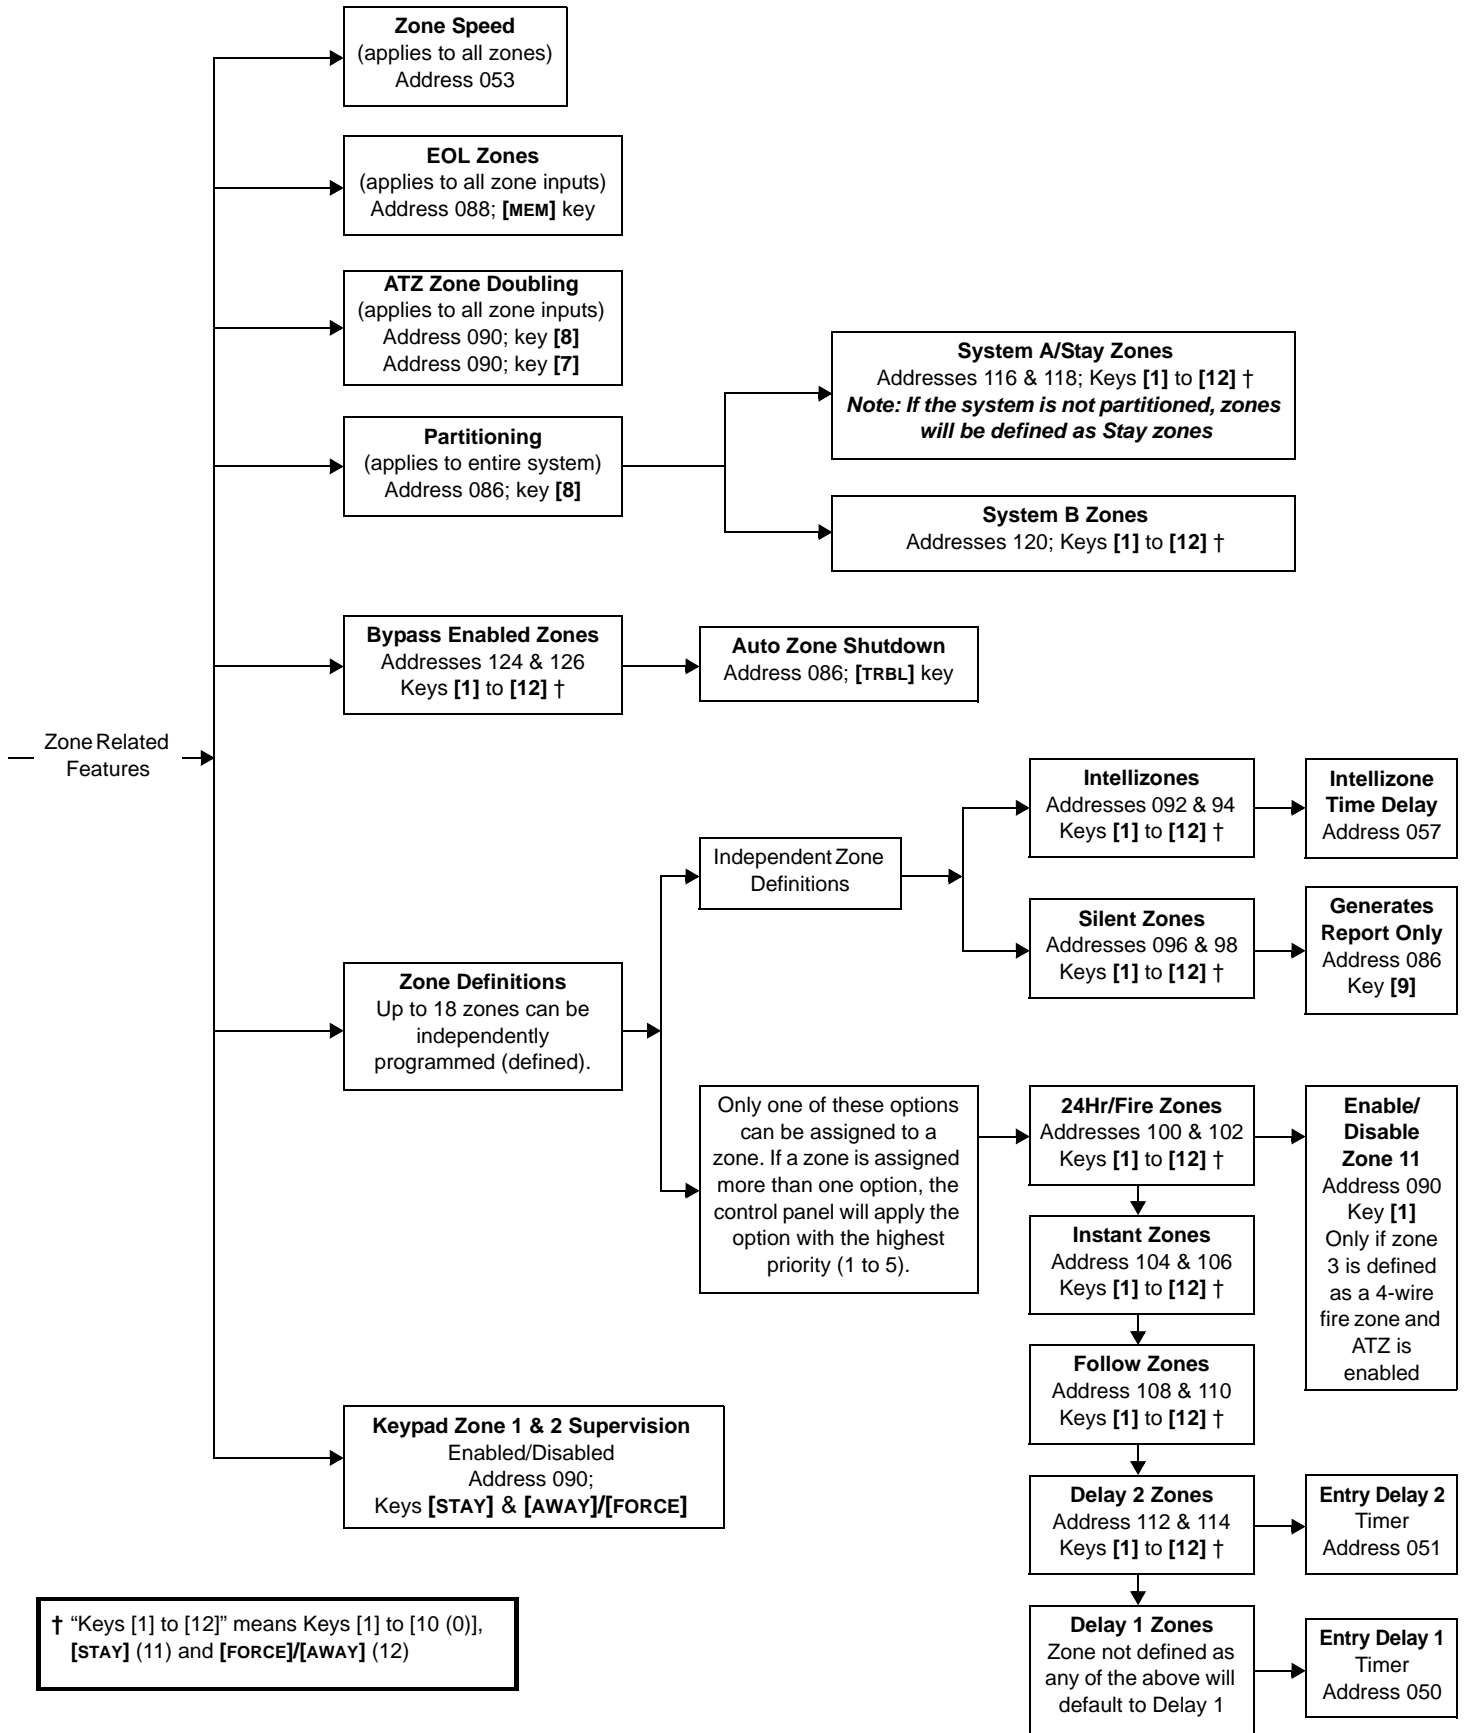 Zone Speed
(applies to all zones)
Address 053
EOL Zones
(applies to all zone inputs)
Address 088; [MEM] key
ATZ Zone Doubling
(applies to all zone inputs)
Address 090; key [8]
Address 090; key [7]
Partitioning
(applies to entire system)
Address 086; key [8]
System A/Stay Zones
Addresses 116 & 118; Keys [1] to [12] †
Note: If the system is not partitioned, zones
will be defined as Stay zones
System B Zones
Addresses 120; Keys [1] to [12] †
Bypass Enabled Zones
Addresses 124 & 126
Keys [1] to [12] †
Auto Zone Shutdown
Address 086; [TRBL] key
Zone Related
Features
Zone Definitions
Up to 18 zones can be
independently
programmed (defined).
Independent Zone
Definitions
Intellizones
Addresses 092 & 94
Keys [1] to [12] †
Intellizone
Time Delay
Address 057
Silent Zones
Addresses 096 & 98
Keys [1] to [12] †
Generates
Report Only
Address 086
Key [9]
Only one of these options
can be assigned to a
zone. If a zone is assigned
more than one option, the
control panel will apply the
option with the highest
priority (1 to 5).
24Hr/Fire Zones
Addresses 100 & 102
Keys [1] to [12] †
Enable/
Disable
Zone 11
Address 090
Key [1]
Only if zone
3 is defined
as a 4-wire
fire zone and
ATZ is
enabled
Instant Zones
Address 104 & 106
Keys [1] to [12] †
Follow Zones
Address 108 & 110
Keys [1] to [12] †
Delay 2 Zones
Address 112 & 114
Keys [1] to [12] †
Entry Delay 2
Timer
Address 051
Delay 1 Zones
Zone not defined as
any of the above will
default to Delay 1
Entry Delay 1
Timer
Address 050
Keypad Zone 1 & 2 Supervision
Enabled/Disabled
Address 090;
Keys [STAY] & [AWAY]/[FORCE]
† “Keys [1] to [12]” means Keys [1] to [10 (0)],
[STAY] (11) and [FORCE]/[AWAY] (12)